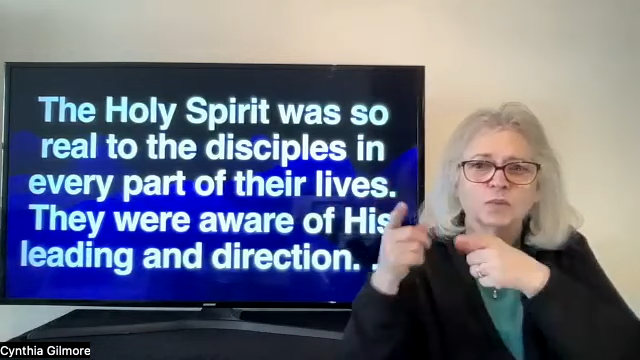 The Holy Spirit was so
real to the disciples in
every part of their lives.
They were aware of His
leading and direction. . .
Cynthia Gilmore